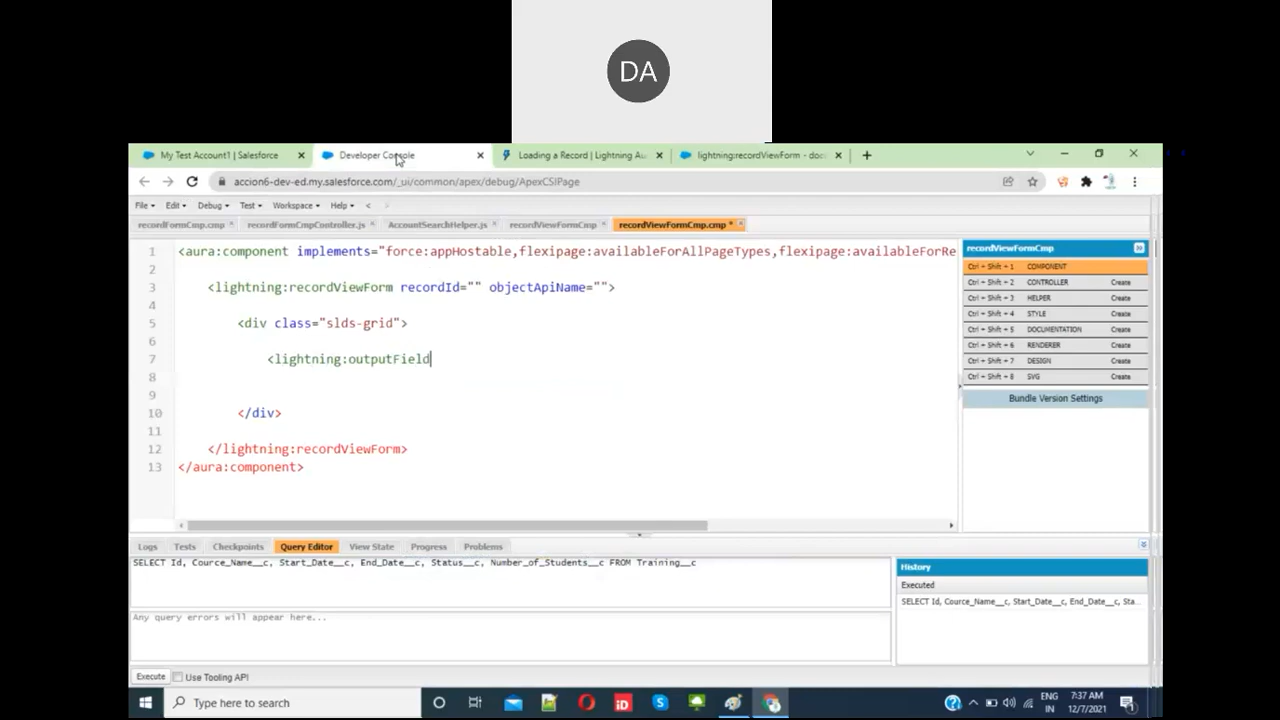 DA
My Test Account1 | Salesforce
Developer Console
Loading a Record | Lightning Au
lightning:recordViewForm - doc
accion6-dev-ed.my.salesforce.com/_ui/common/apex/debug/ApexCSIPage
File Edit Debug Test Workspace Help < >
recordFormCmp.cmp
recordFormCmpController.js
AccountSearchHelper.js
recordViewFormCmp
recordViewFormCmp.cmp *
1 <aura:component implements="force:appHostable,flexipage:availableForAllPageTypes,flexipage:availableForRe
2
3 <lightning:recordViewForm recordId="" objectApiName="">
4
5 <div class="slds-grid">
6
7 <lightning:outputField
8
9
10 </div>
11
12 </lightning:recordViewForm>
13 </aura:component>
recordViewFormCmp
Ctrl + Shift + 1 COMPONENT
Ctrl + Shift + 2 CONTROLLER Create
Ctrl + Shift + 3 HELPER Create
Ctrl + Shift + 4 STYLE Create
Ctrl + Shift + 5 DOCUMENTATION Create
Ctrl + Shift + 6 RENDERER Create
Ctrl + Shift + 7 DESIGN Create
Ctrl + Shift + 8 SVG Create
Bundle Version Settings
Logs Tests Checkpoints Query Editor View State Progress Problems
SELECT Id, Cource_Name__c, Start_Date__c, End_Date__c, Status__c, Number_of_Students__c FROM Training__c
Any query errors will appear here...
History
Executed
SELECT Id, Cource_Name__c, Start_Date__c, End_Date__c, Sta...
Execute Use Tooling API
Type here to search
ENG
IN
7:37 AM
12/7/2021